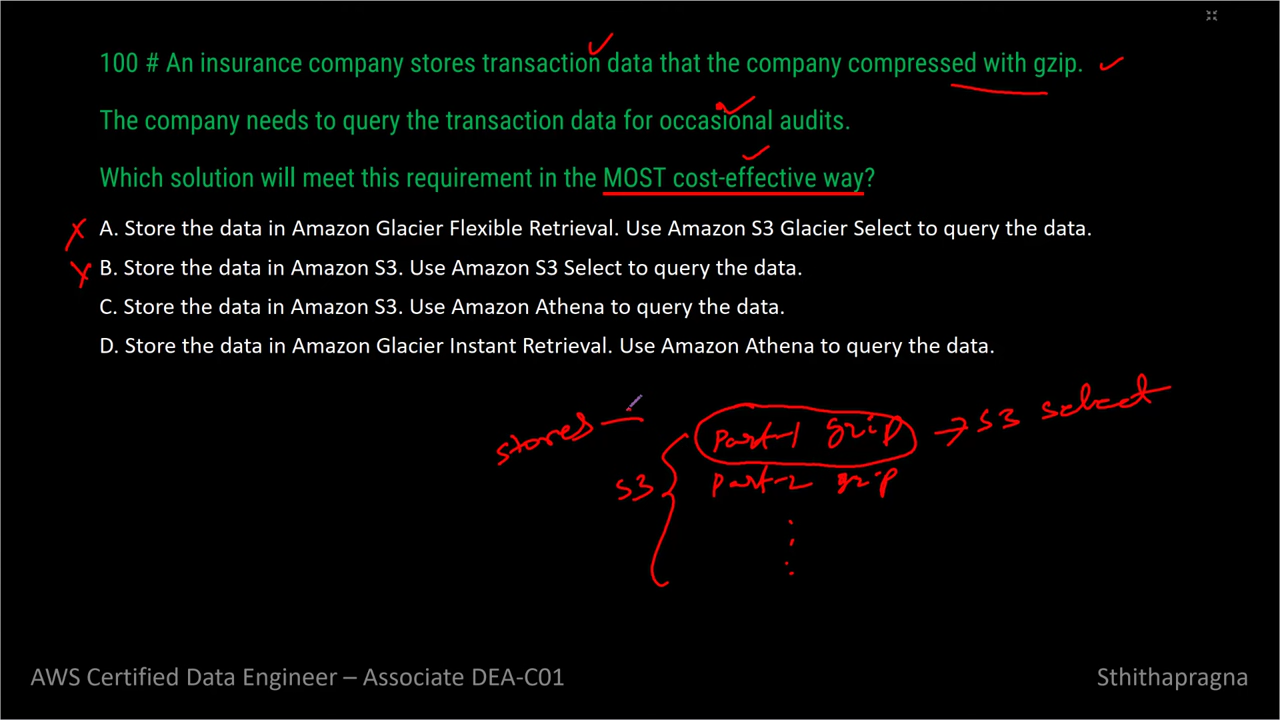 100 # An insurance company stores transaction data that the company compressed with gzip.
The company needs to query the transaction data for occasional audits.
Which solution will meet this requirement in the MOST cost-effective way?
A. Store the data in Amazon Glacier Flexible Retrieval. Use Amazon S3 Glacier Select to query the data.
B. Store the data in Amazon S3. Use Amazon S3 Select to query the data.
C. Store the data in Amazon S3. Use Amazon Athena to query the data.
D. Store the data in Amazon Glacier Instant Retrieval. Use Amazon Athena to query the data.
stores
part-1 gzip → S3 select
S3
part-2 gzip
AWS Certified Data Engineer – Associate DEA-C01
Sthithapragna